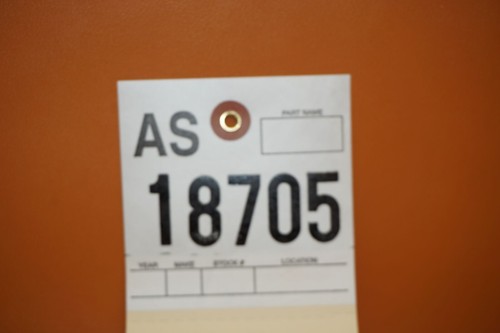 PART NAME
AS
18705
YEAR MAKE STOCK # LOCATION